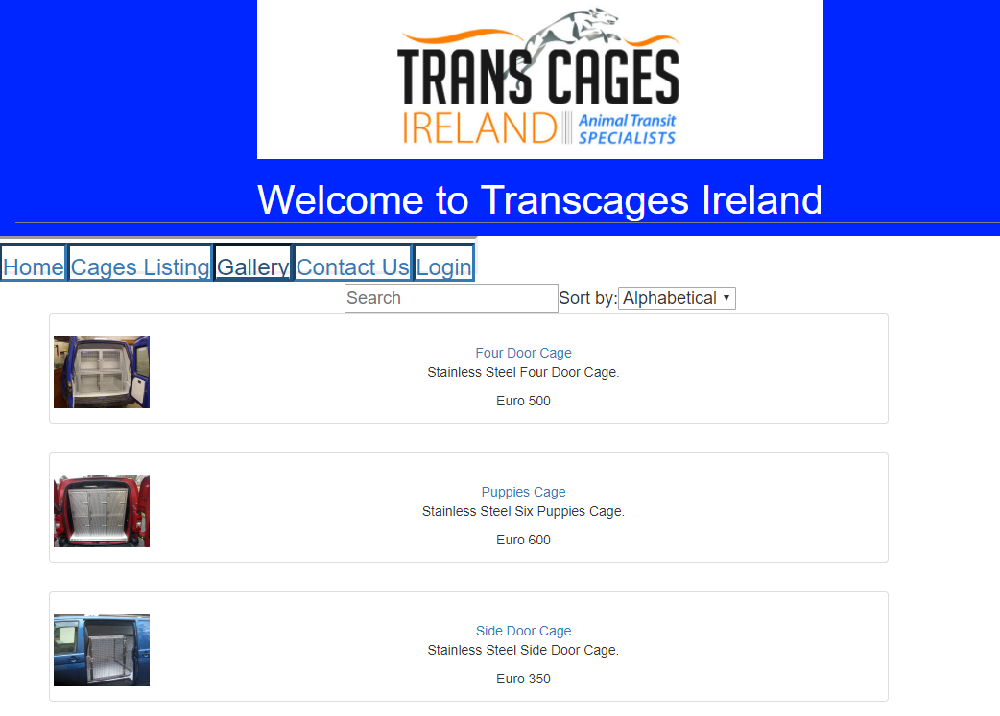 TRANS CAGES
IRELAND Animal Transit
SPECIALISTS
Welcome to Transcages Ireland
Home Cages Listing Gallery Contact Us Login
Search Sort by: Alphabetical
Four Door Cage
Stainless Steel Four Door Cage.
Euro 500
Puppies Cage
Stainless Steel Six Puppies Cage.
Euro 600
Side Door Cage
Stainless Steel Side Door Cage.
Euro 350